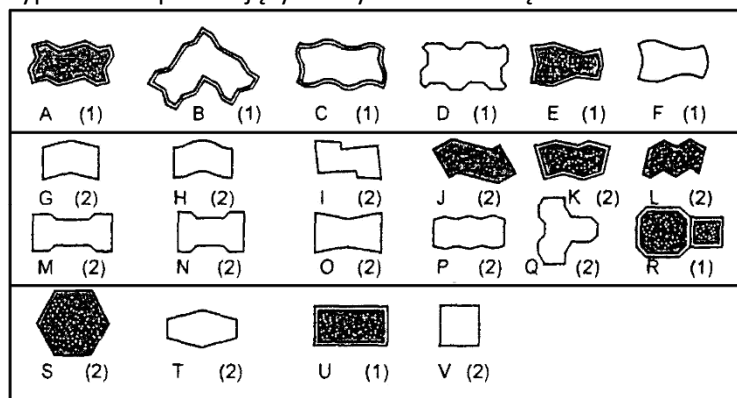 A (1) B (1) C (1) D (1) E (1) F (1)
G (2) H (2) I (2) J (2) K (2) L (2)
M (2) N (2) O (2) P (2) Q (2) R (1)
S (2) T (2) U (1) V (2)